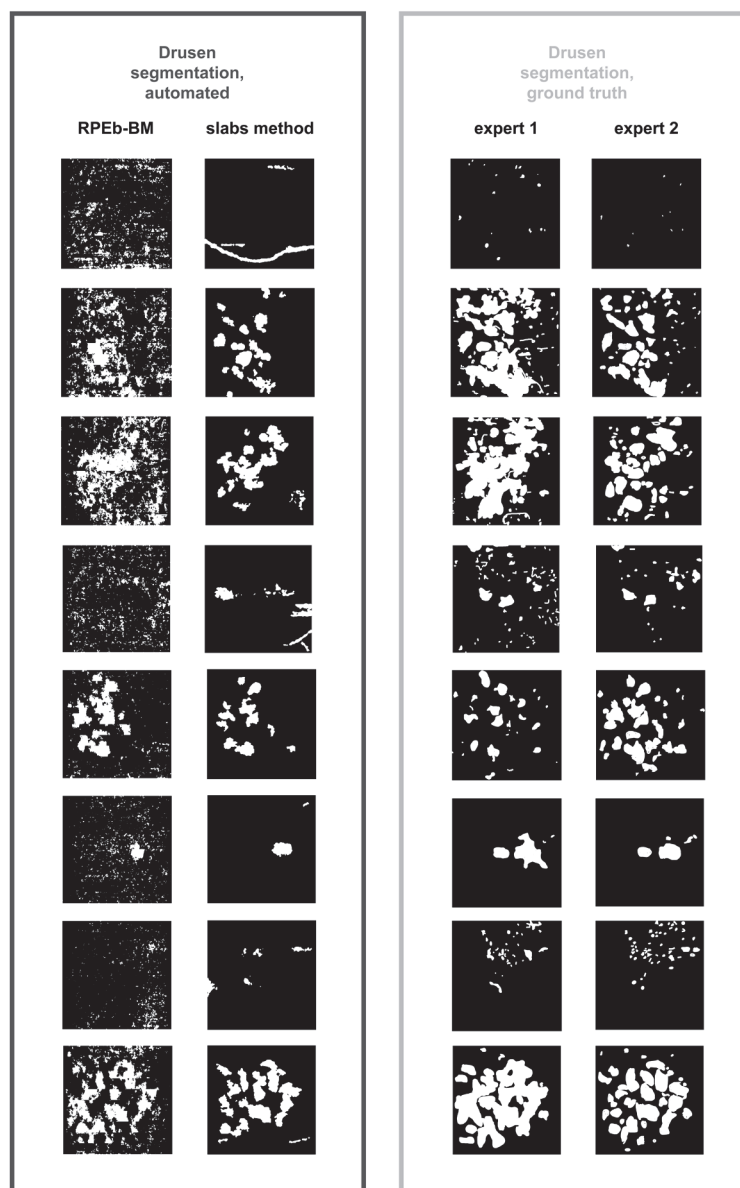 Drusen
segmentation,
automated
RPEb-BM
slabs method
Drusen
segmentation,
ground truth
expert 1
expert 2